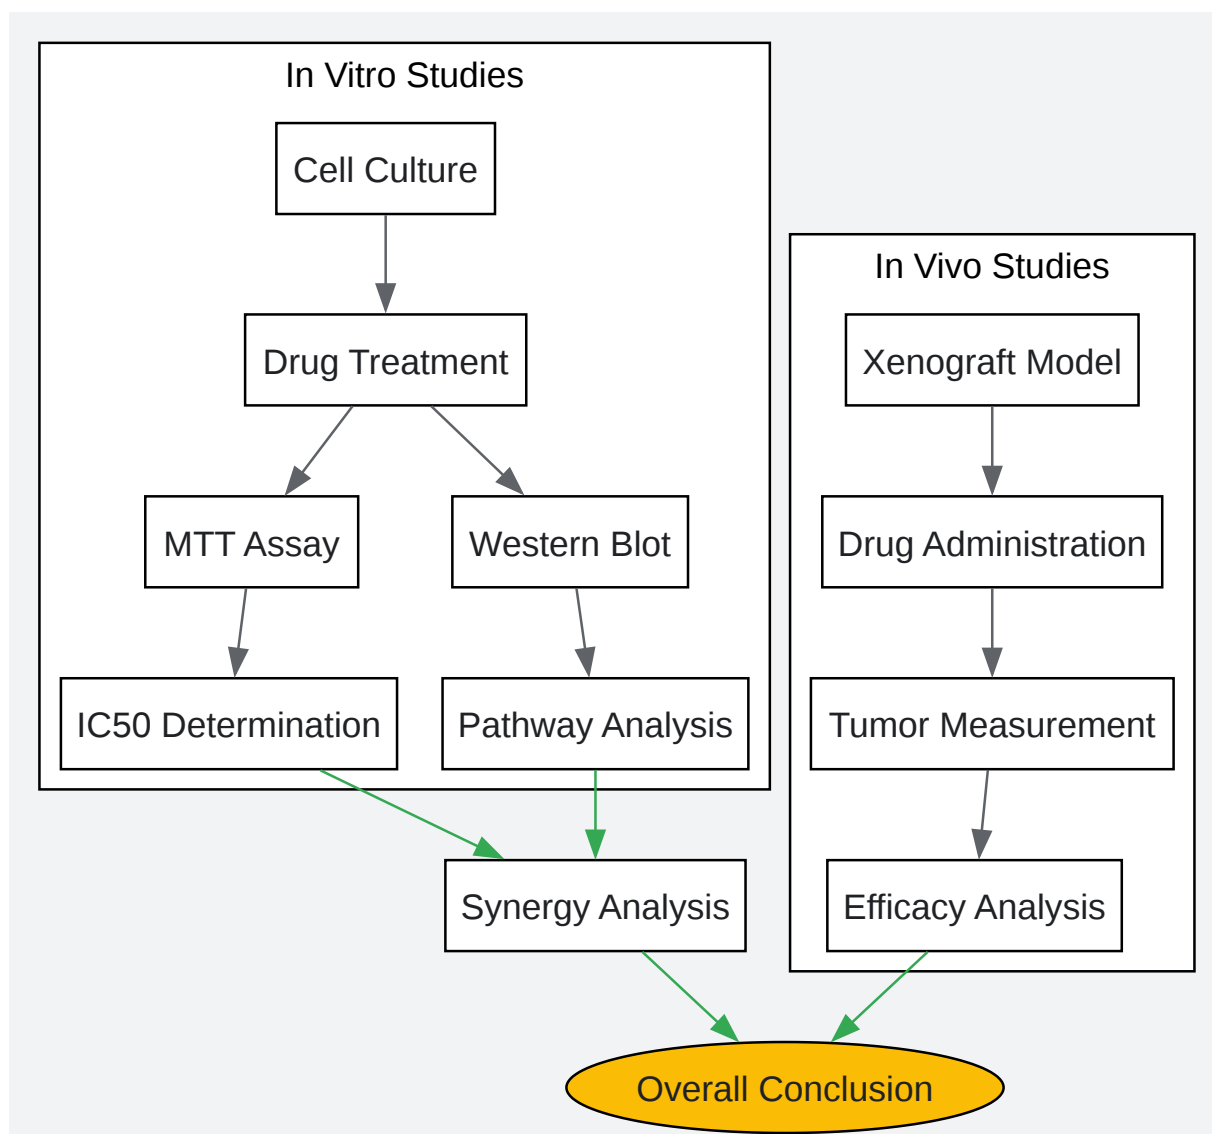 In Vitro Studies
Cell Culture
Drug Treatment
MTT Assay
Western Blot
IC50 Determination
Pathway Analysis
Synergy Analysis
In Vivo Studies
Xenograft Model
Drug Administration
Tumor Measurement
Efficacy Analysis
Overall Conclusion